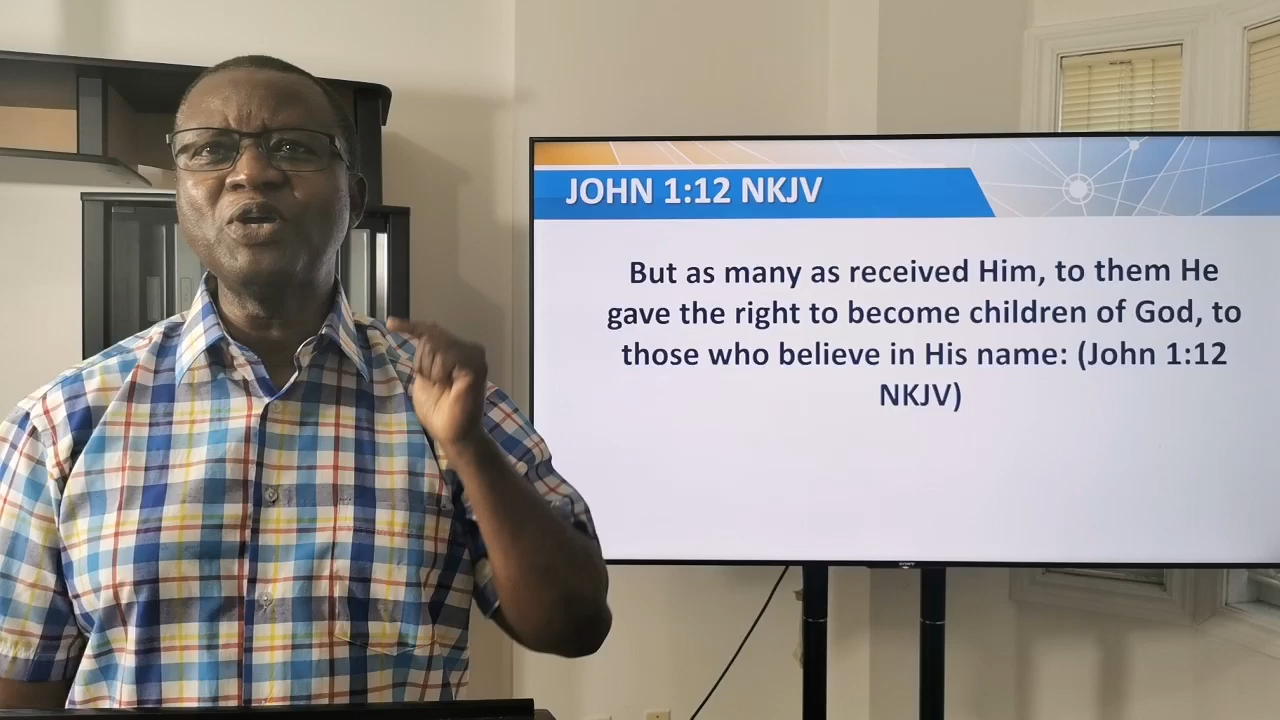 JOHN 1:12 NKJV
But as many as received Him, to them He
gave the right to become children of God, to
those who believe in His name: (John 1:12
NKJV)
SONY